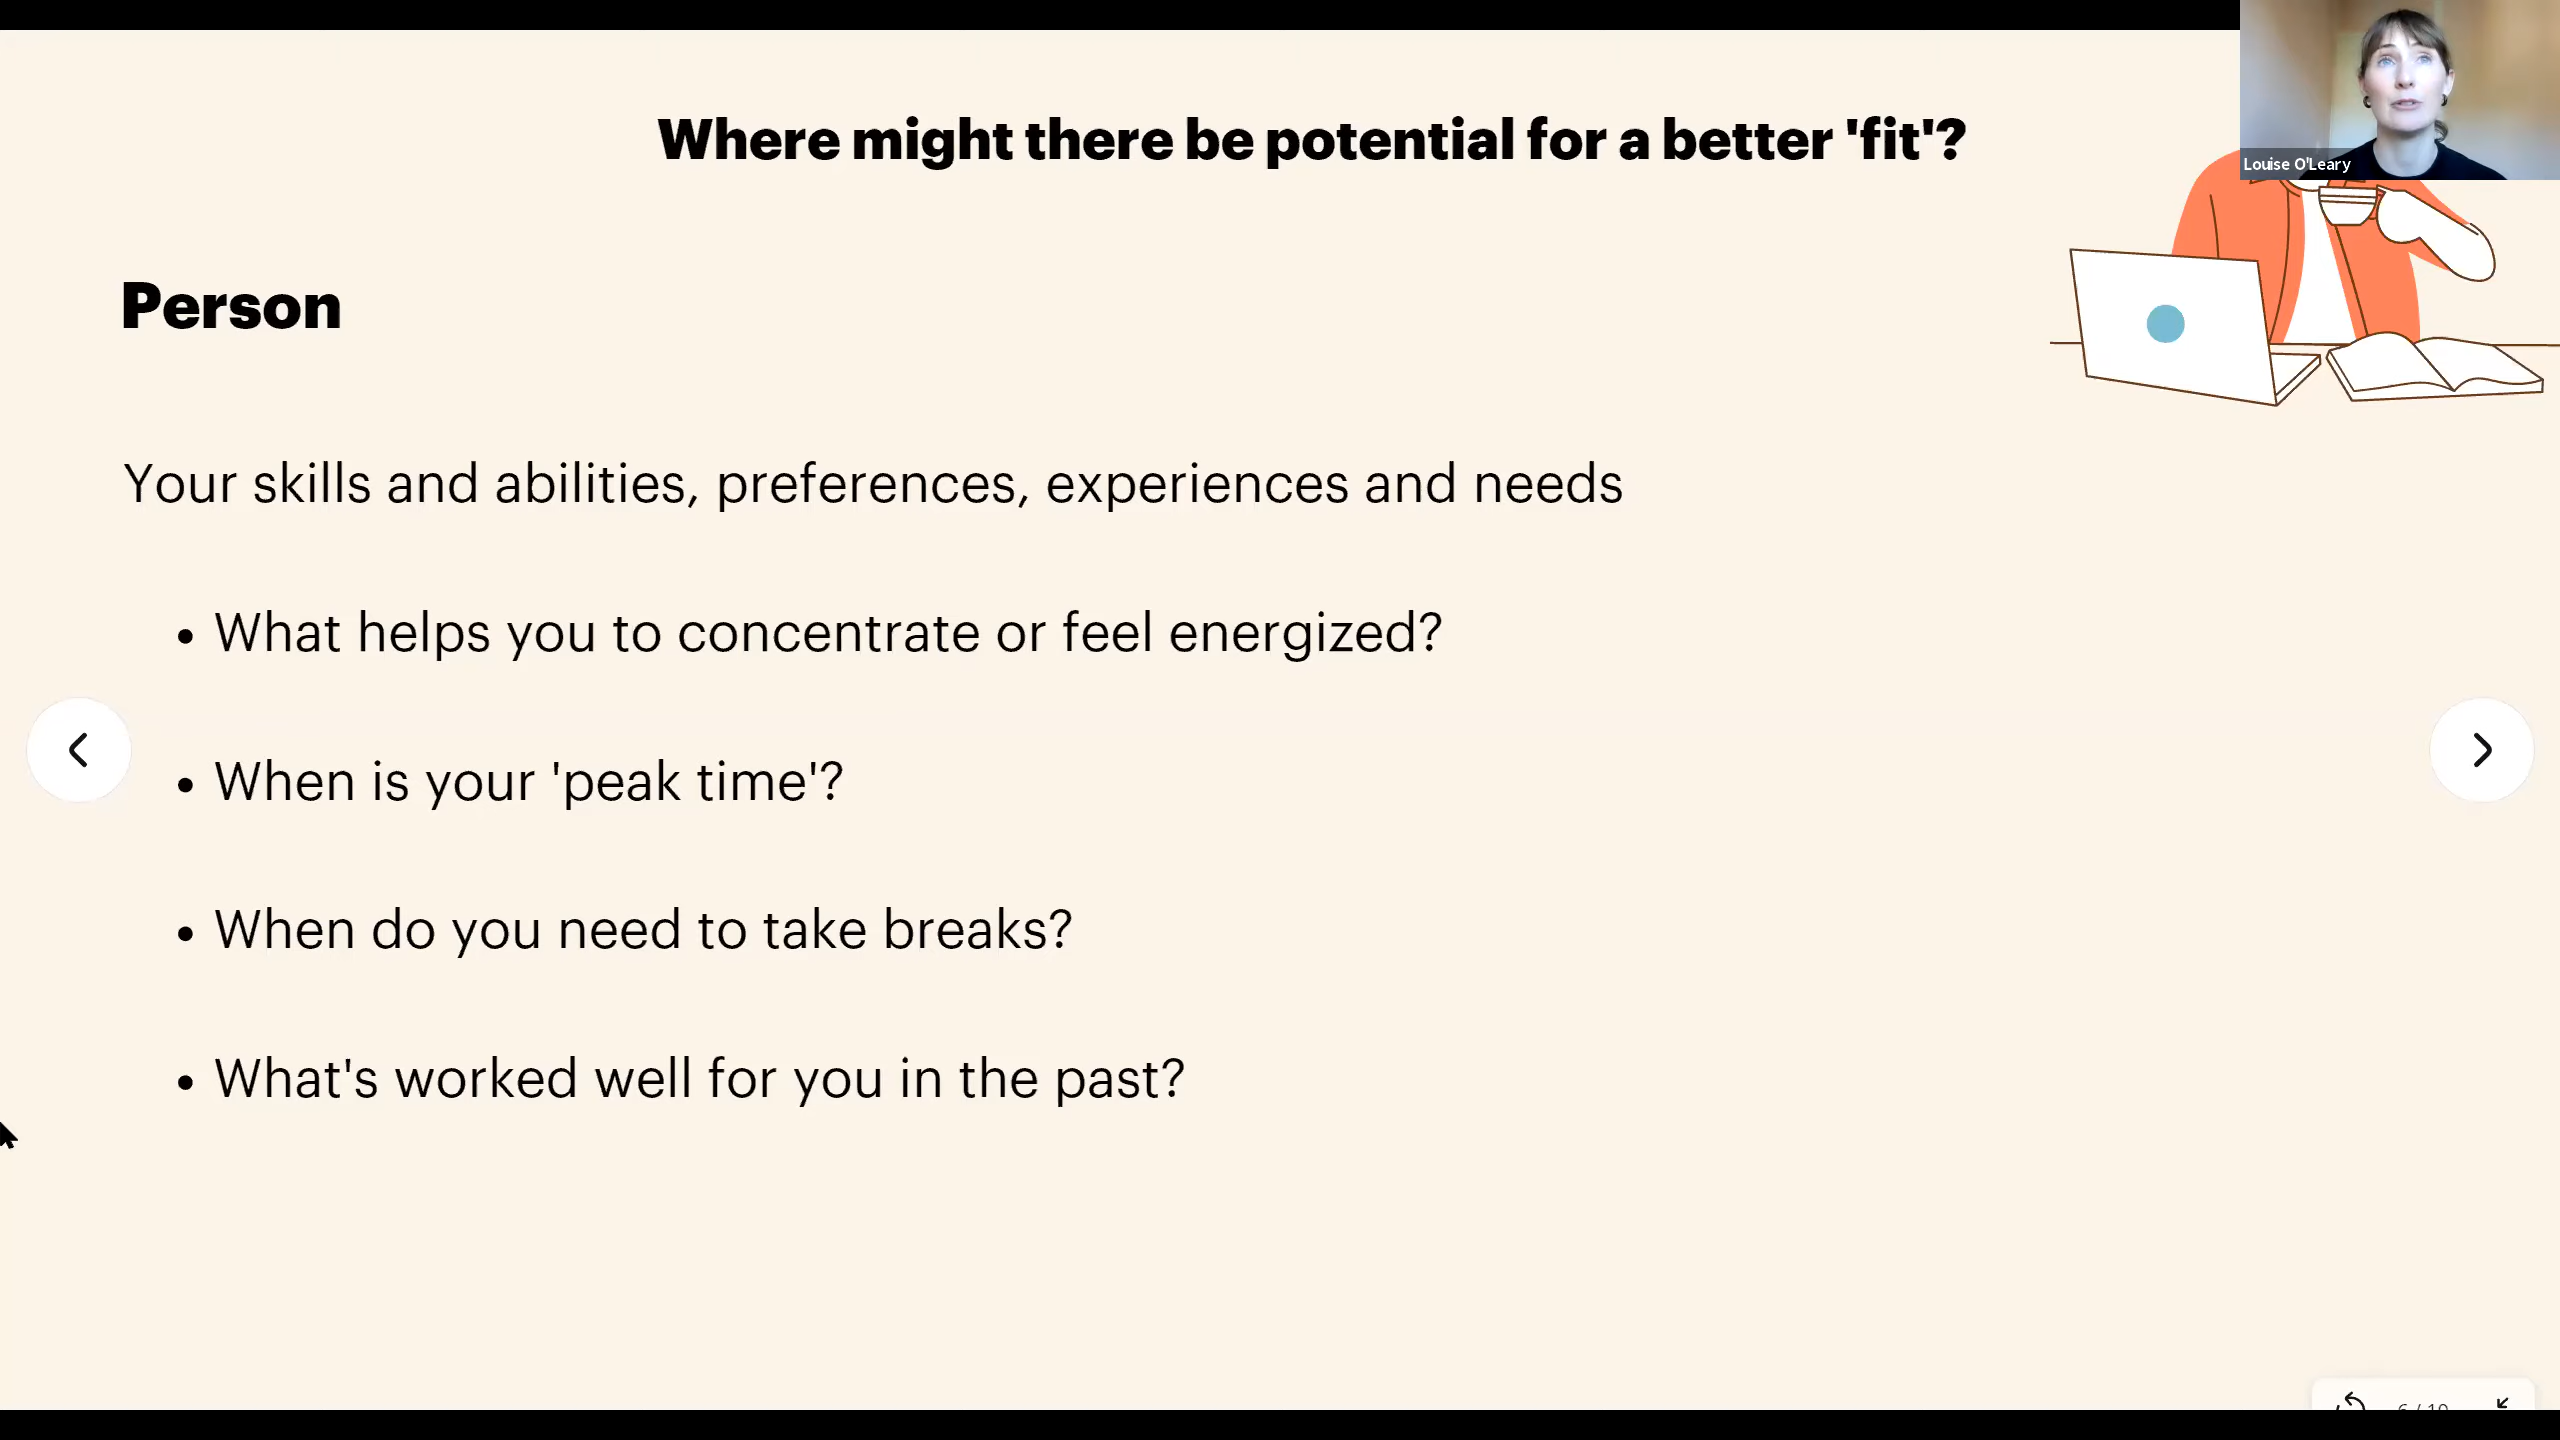 Where might there be potential for a better 'fit'?
Louise O'Leary
Person
Your skills and abilities, preferences, experiences and needs
• What helps you to concentrate or feel energized?
• When is your 'peak time'?
• When do you need to take breaks?
• What's worked well for you in the past?